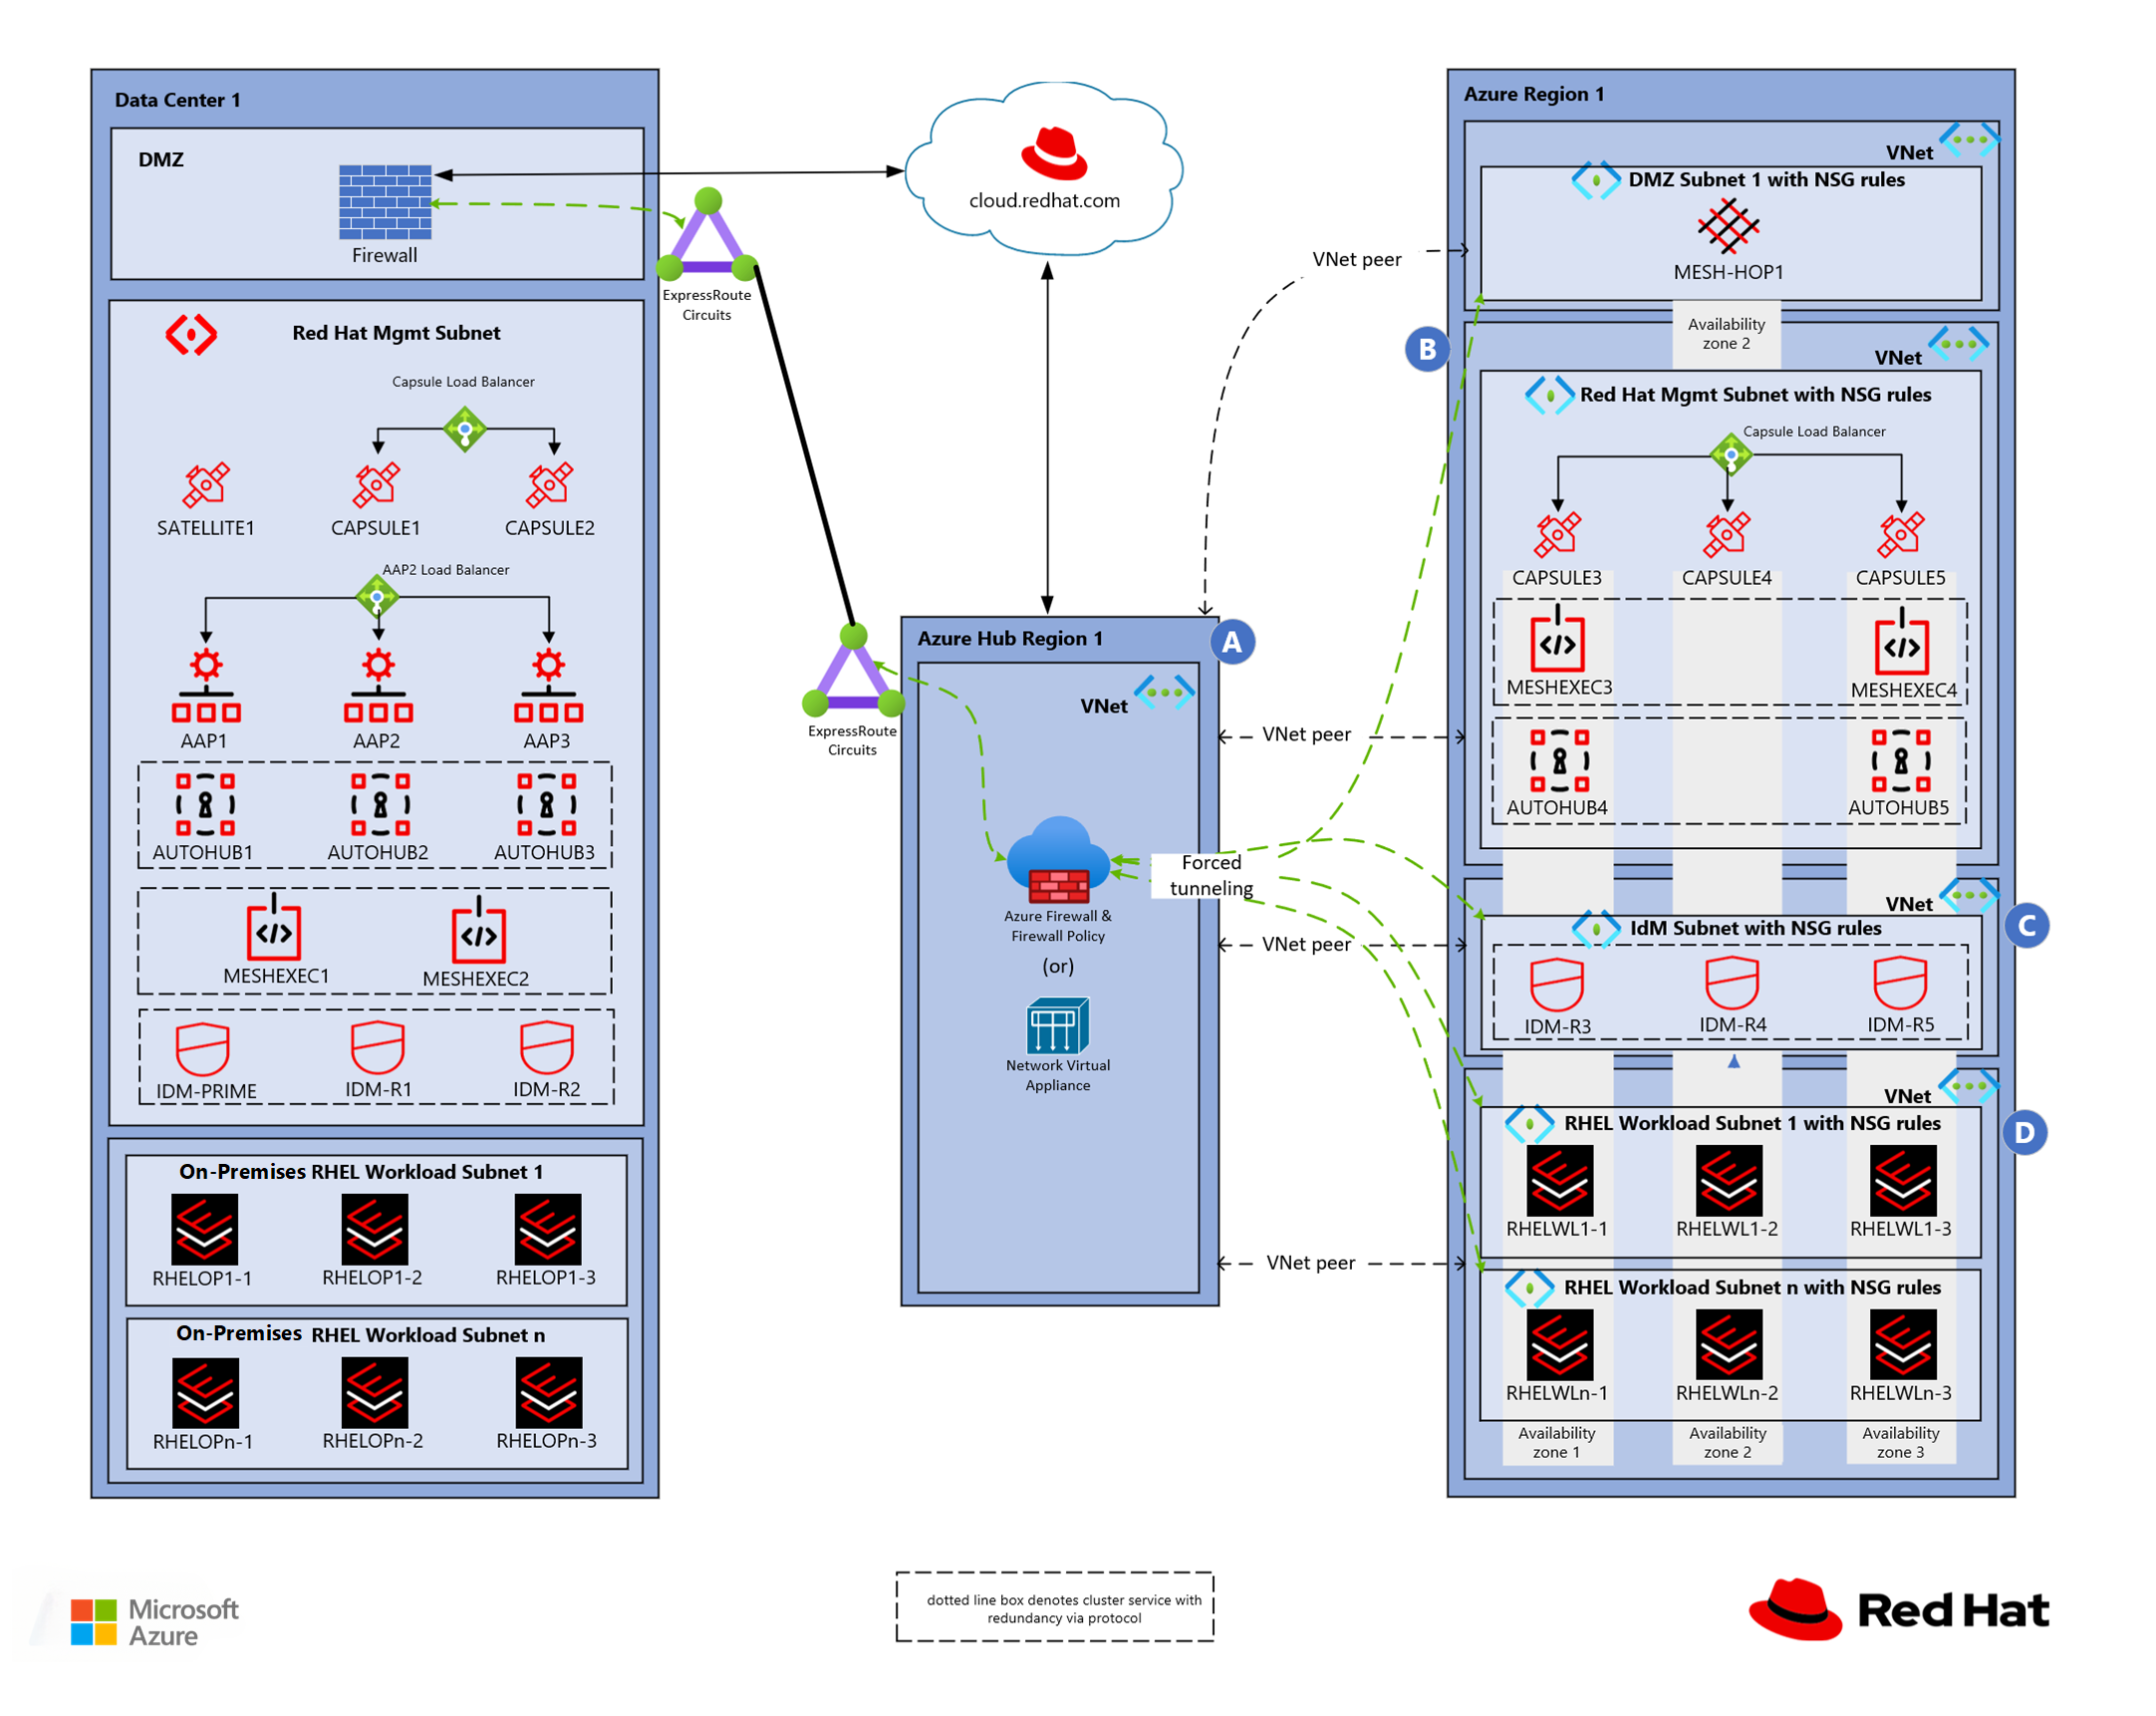 Data Center 1
DMZ
Firewall
Red Hat Mgmt Subnet
Capsule Load Balancer
SATELLITE1
CAPSULE1
CAPSULE2
AAP2 Load Balancer
AAP1
AAP2
AAP3
AUTOHUB1
AUTOHUB2
AUTOHUB3
MESHEXEC1
MESHEXEC2
IDM-PRIME
IDM-R1
IDM-R2
On-Premises RHEL Workload Subnet 1
RHELOP1-1
RHELOP1-2
RHELOP1-3
On-Premises RHEL Workload Subnet n
RHELOPn-1
RHELOPn-2
RHELOPn-3
ExpressRoute
Circuits
cloud.redhat.com
ExpressRoute
Circuits
Azure Hub Region 1
A
VNet
Azure Firewall &
Firewall Policy
(or)
Network Virtual
Appliance
Forced
tunneling
VNet peer
VNet peer
VNet peer
VNet peer
Azure Region 1
VNet
DMZ Subnet 1 with NSG rules
MESH-HOP1
Availability
zone 2
B
VNet
Red Hat Mgmt Subnet with NSG rules
Capsule Load Balancer
CAPSULE3
CAPSULE4
CAPSULE5
MESHEXEC3
MESHEXEC4
AUTOHUB4
AUTOHUB5
VNet
C
IdM Subnet with NSG rules
IDM-R3
IDM-R4
IDM-R5
VNet
D
RHEL Workload Subnet 1 with NSG rules
RHELWL1-1
RHELWL1-2
RHELWL1-3
RHEL Workload Subnet n with NSG rules
RHELWLn-1
RHELWLn-2
RHELWLn-3
Availability
zone 1
Availability
zone 2
Availability
zone 3
Microsoft
Azure
dotted line box denotes cluster service with
redundancy via protocol
Red Hat